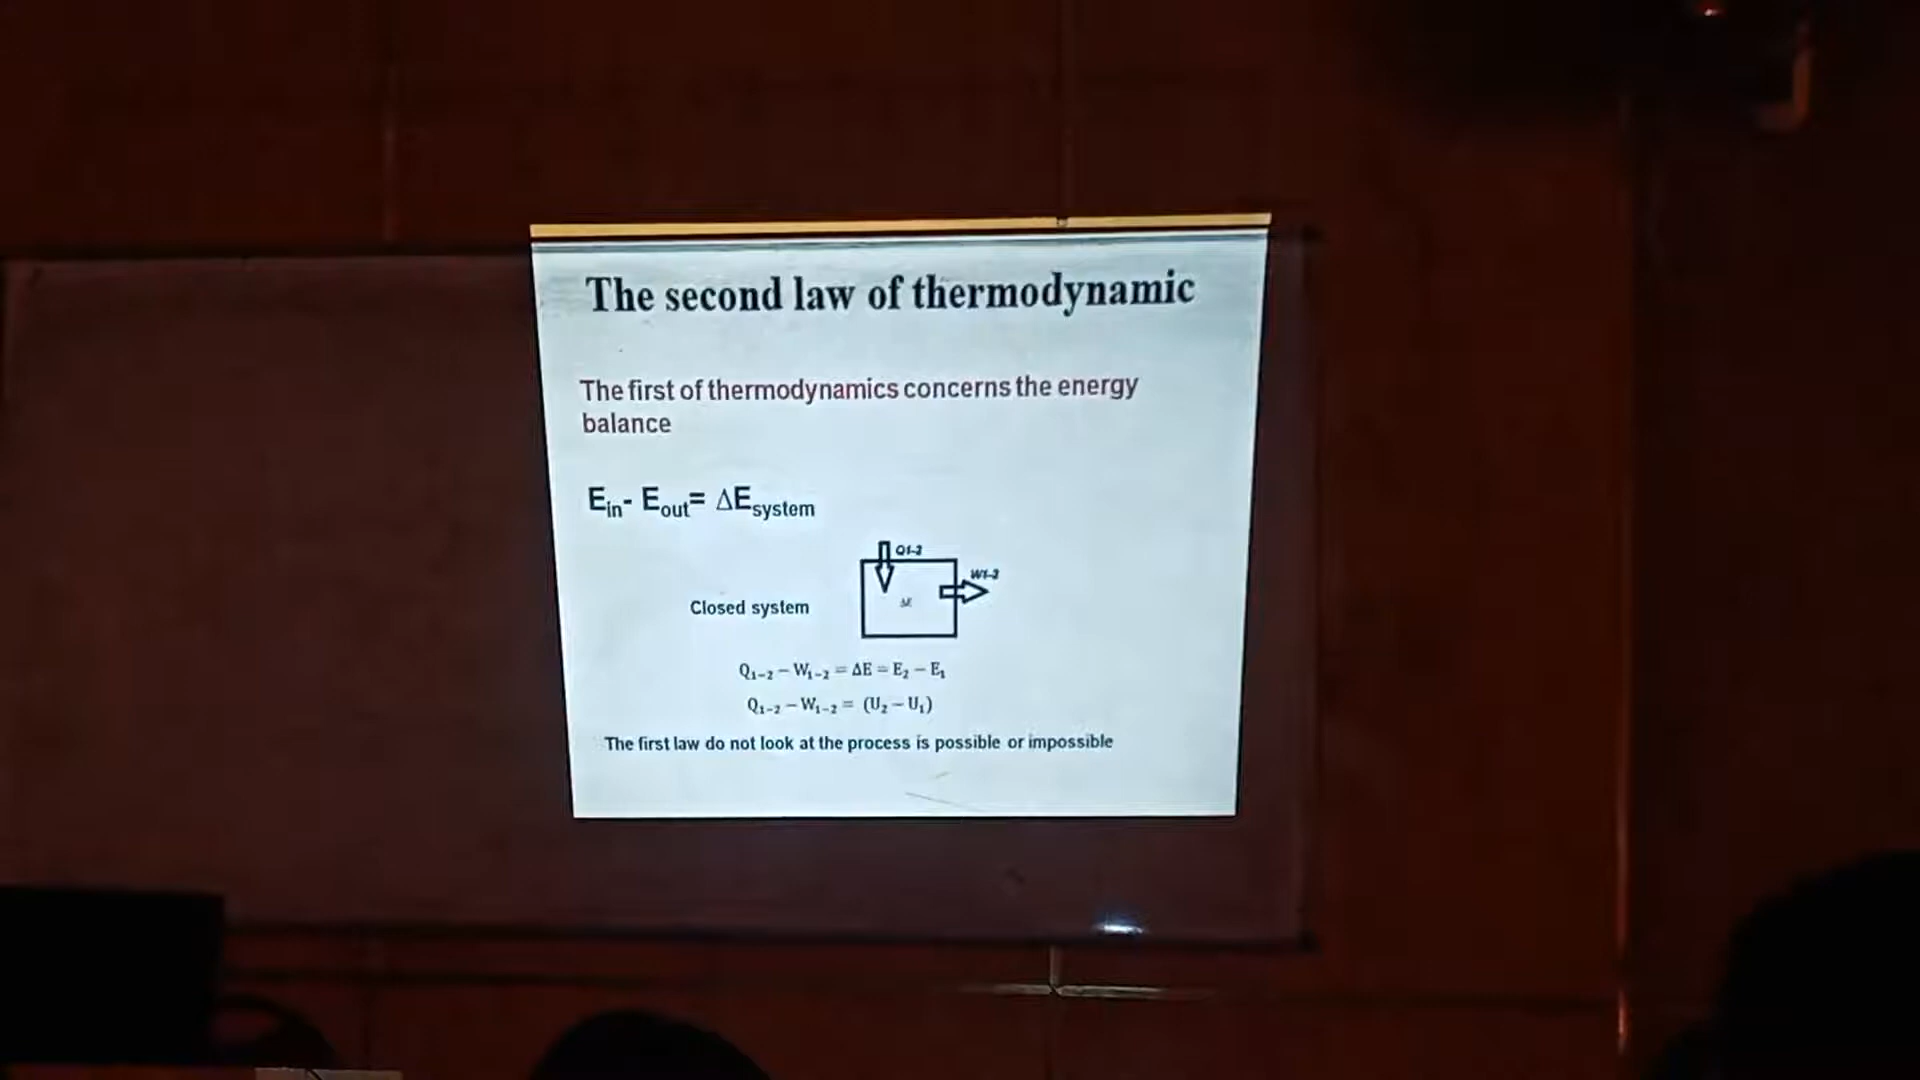 The second law of thermodynamic
The first of thermodynamics concerns the energy
balance
Ein- Eout= ΔEsystem
Q1-2
W1-2
Closed system
ΔE
Q₁₋₂ − W₁₋₂ = ΔE = E₂ − E₁
Q₁₋₂ − W₁₋₂ = (U₂ − U₁)
The first law do not look at the process is possible or impossible